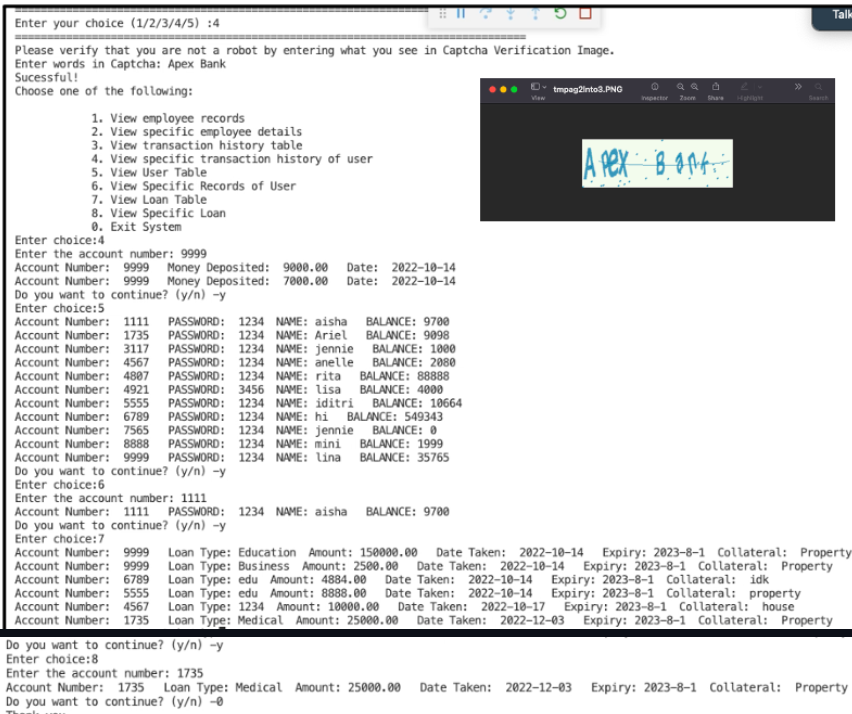 Enter your choice (1/2/3/4/5) :4
Talk
Please verify that you are not a robot by entering what you see in Captcha Verification Image.
Enter words in Captcha: Apex Bank
Sucessful!
Choose one of the following:
tmpag2lnto3.PNG
View
Inspector Zoom Share Highlight Search
Apex Bank
1. View employee records
2. View specific employee details
3. View transaction history table
4. View specific transaction history of user
5. View User Table
6. View Specific Records of User
7. View Loan Table
8. View Specific Loan
0. Exit System
Enter choice:4
Enter the account number: 9999
Account Number: 9999 Money Deposited: 9000.00 Date: 2022-10-14
Account Number: 9999 Money Deposited: 7000.00 Date: 2022-10-14
Do you want to continue? (y/n) -y
Enter choice:5
Account Number: 1111 PASSWORD: 1234 NAME: aisha BALANCE: 9700
Account Number: 1735 PASSWORD: 1234 NAME: Ariel BALANCE: 9098
Account Number: 3117 PASSWORD: 1234 NAME: jennie BALANCE: 1000
Account Number: 4567 PASSWORD: 1234 NAME: anelle BALANCE: 2080
Account Number: 4807 PASSWORD: 1234 NAME: rita BALANCE: 88888
Account Number: 4921 PASSWORD: 3456 NAME: lisa BALANCE: 4000
Account Number: 5555 PASSWORD: 1234 NAME: iditri BALANCE: 10664
Account Number: 6789 PASSWORD: 1234 NAME: hi BALANCE: 549343
Account Number: 7565 PASSWORD: 1234 NAME: jennie BALANCE: 0
Account Number: 8888 PASSWORD: 1234 NAME: mini BALANCE: 1999
Account Number: 9999 PASSWORD: 1234 NAME: lina BALANCE: 35765
Do you want to continue? (y/n) -y
Enter choice:6
Enter the account number: 1111
Account Number: 1111 PASSWORD: 1234 NAME: aisha BALANCE: 9700
Do you want to continue? (y/n) -y
Enter choice:7
Account Number: 9999 Loan Type: Education Amount: 150000.00 Date Taken: 2022-10-14 Expiry: 2023-8-1 Collateral: Property
Account Number: 9999 Loan Type: Business Amount: 2500.00 Date Taken: 2022-10-14 Expiry: 2023-8-1 Collateral: Property
Account Number: 6789 Loan Type: edu Amount: 4884.00 Date Taken: 2022-10-14 Expiry: 2023-8-1 Collateral: idk
Account Number: 5555 Loan Type: edu Amount: 8888.00 Date Taken: 2022-10-14 Expiry: 2023-8-1 Collateral: property
Account Number: 4567 Loan Type: 1234 Amount: 10000.00 Date Taken: 2022-10-17 Expiry: 2023-8-1 Collateral: house
Account Number: 1735 Loan Type: Medical Amount: 25000.00 Date Taken: 2022-12-03 Expiry: 2023-8-1 Collateral: Property
Do you want to continue? (y/n) -y
Enter choice:8
Enter the account number: 1735
Account Number: 1735 Loan Type: Medical Amount: 25000.00 Date Taken: 2022-12-03 Expiry: 2023-8-1 Collateral: Property
Do you want to continue? (y/n) -0
Thank you